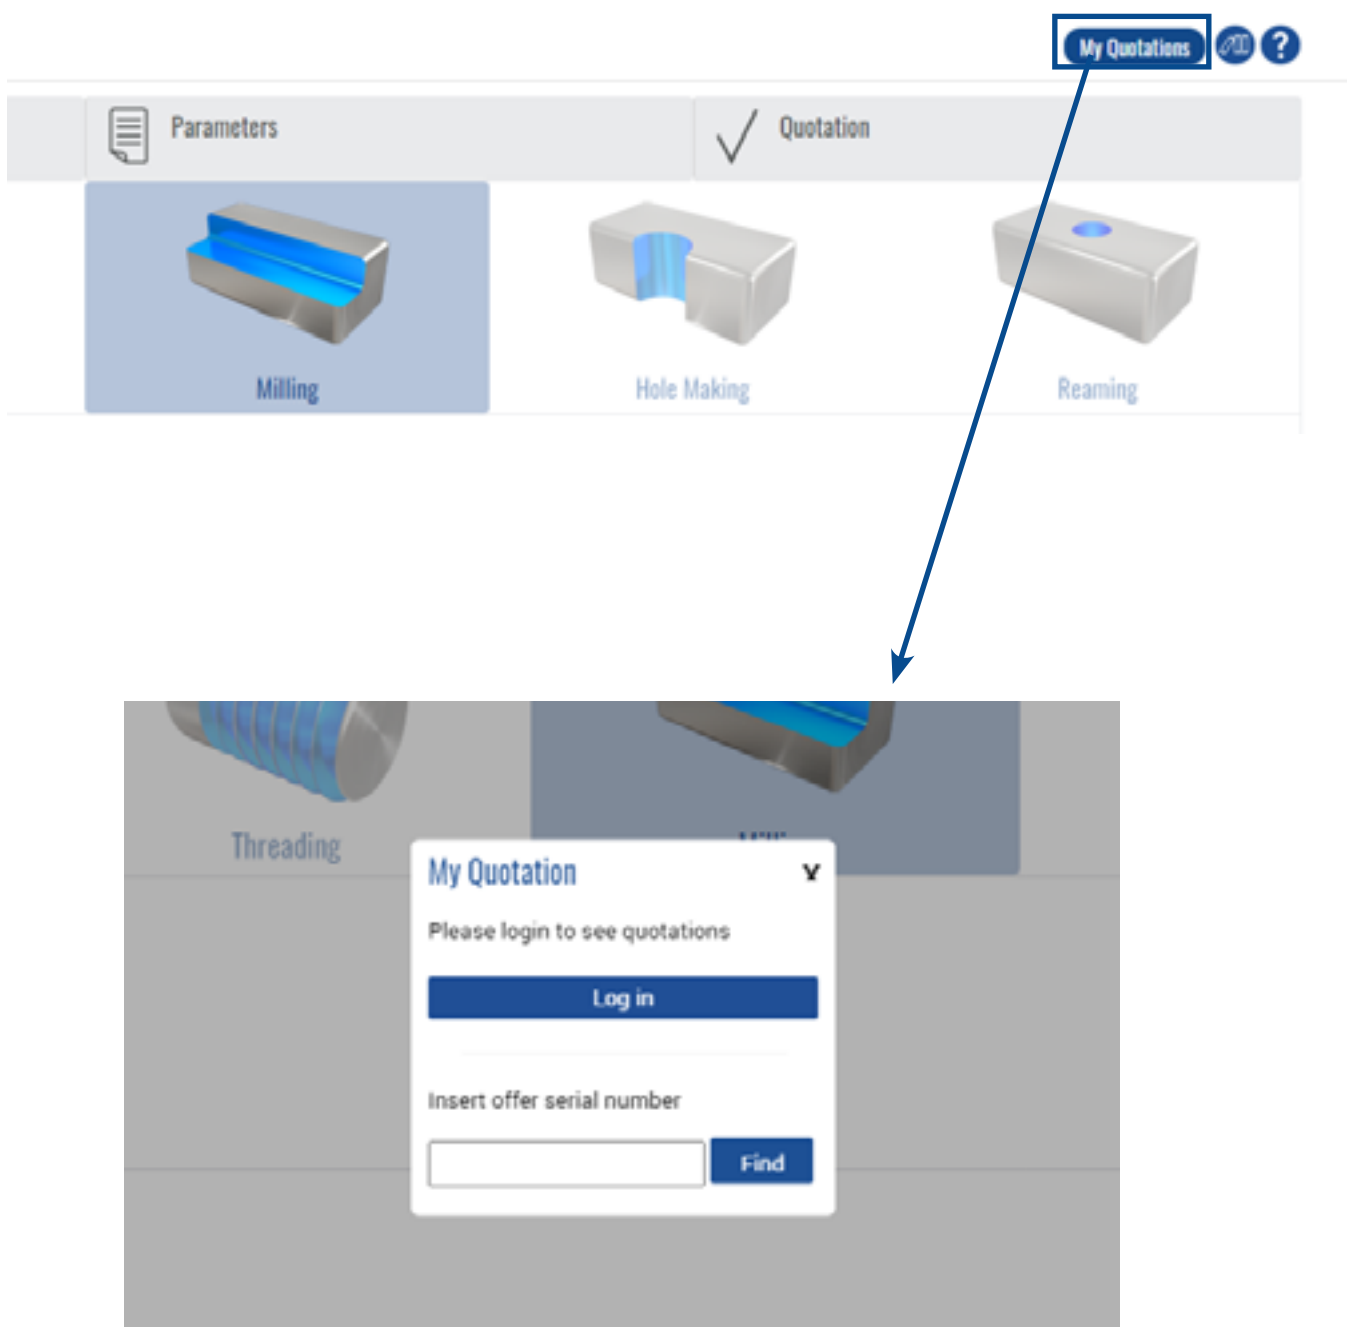 My Quotations
?
Parameters
Quotation
Milling
Hole Making
Reaming
Threading
My Quotation
Please login to see quotations
Log in
Insert offer serial number
Find